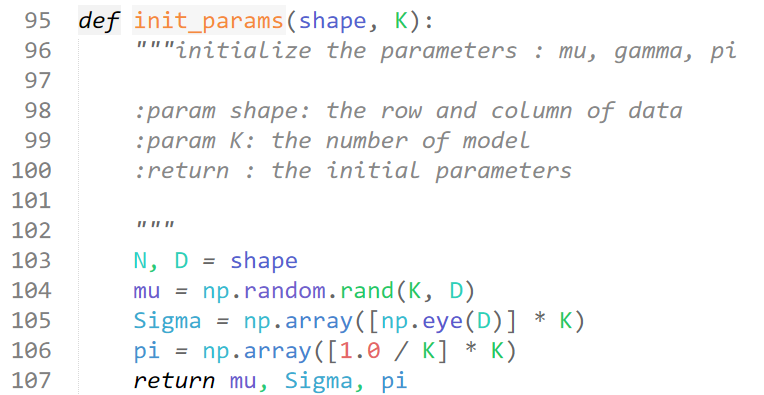 95 def init_params(shape, K):
96 """initialize the parameters : mu, gamma, pi
97
98 :param shape: the row and column of data
99 :param K: the number of model
100 :return : the initial parameters
101
102 """
103 N, D = shape
104 mu = np.random.rand(K, D)
105 Sigma = np.array([np.eye(D)] * K)
106 pi = np.array([1.0 / K] * K)
107 return mu, Sigma, pi